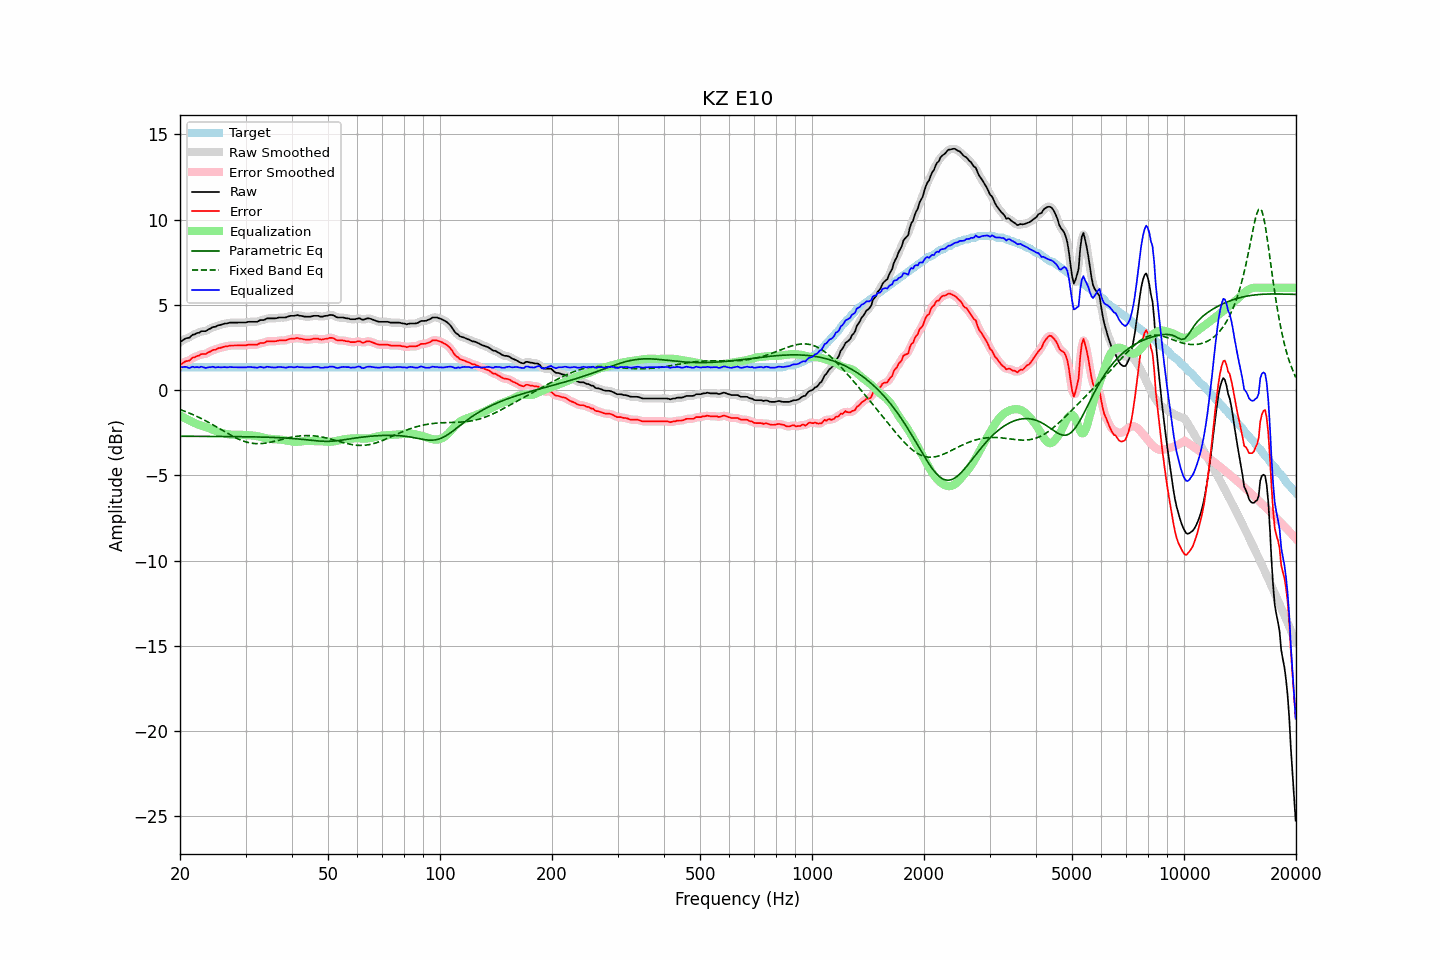 KZ E10
15
10
5
0
−5
−10
−15
−20
−25
Amplitude (dBr)
Target
Raw Smoothed
Error Smoothed
Raw
Error
Equalization
Parametric Eq
Fixed Band Eq
Equalized
20 50 100 200 500 1000 2000 5000 10000 20000
Frequency (Hz)